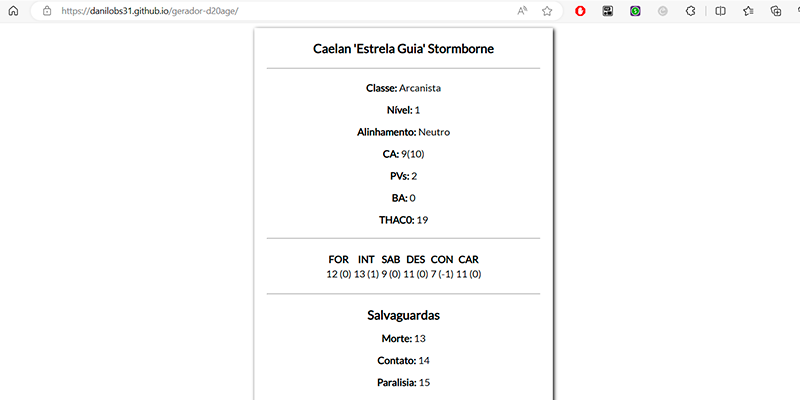 https://danilobs31.github.io/gerador-d20age/
Caelan 'Estrela Guia' Stormborne
Classe: Arcanista
Nível: 1
Alinhamento: Neutro
CA: 9(10)
PVs: 2
BA: 0
THAC0: 19
FOR INT SAB DES CON CAR
12 (0) 13 (1) 9 (0) 11 (0) 7 (-1) 11 (0)
Salvaguardas
Morte: 13
Contato: 14
Paralisia: 15